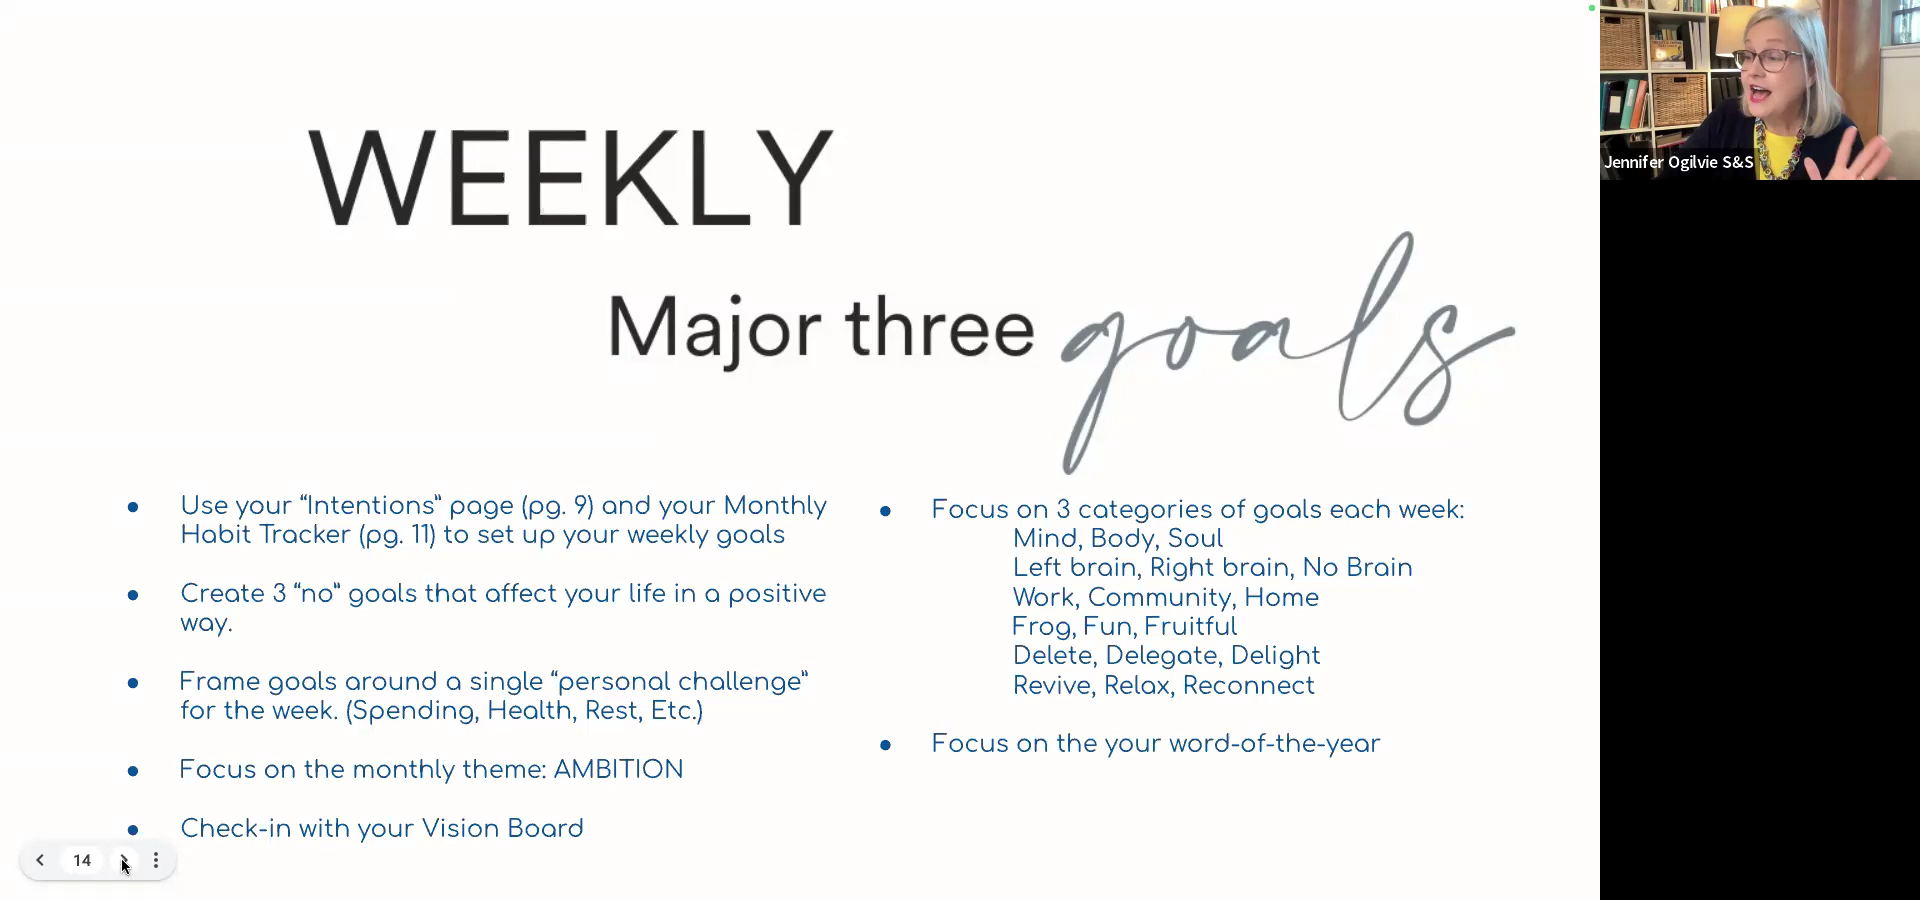 WEEKLY
Major three goals
● Use your “Intentions” page (pg. 9) and your Monthly
Habit Tracker (pg. 11) to set up your weekly goals
● Create 3 “no” goals that affect your life in a positive
way.
● Frame goals around a single “personal challenge”
for the week. (Spending, Health, Rest, Etc.)
● Focus on the monthly theme: AMBITION
● Check-in with your Vision Board
● Focus on 3 categories of goals each week:
Mind, Body, Soul
Left brain, Right brain, No Brain
Work, Community, Home
Frog, Fun, Fruitful
Delete, Delegate, Delight
Revive, Relax, Reconnect
● Focus on the your word-of-the-year
14
Jennifer Ogilvie S&S